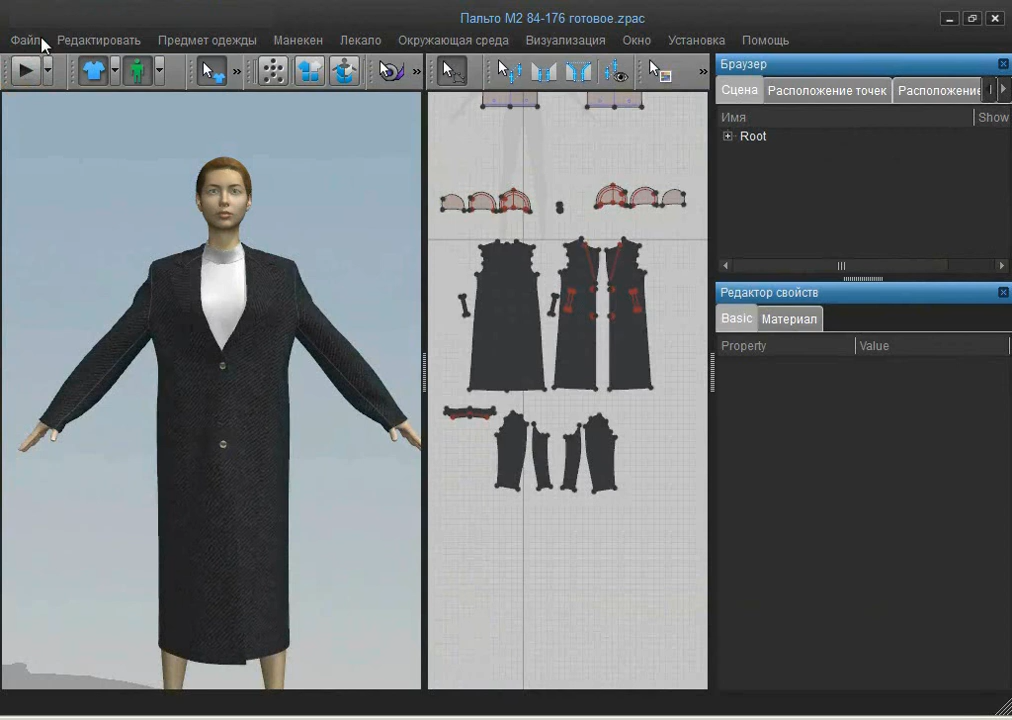 Пальто М2 84-176 готовое.zpac
Файл Редактировать Предмет одежды Манекен Лекало Окружающая среда Визуализация Окно Установка Помощь
Браузер
Сцена Расположение точек Расположение
Имя Show
Root
Редактор свойств
Basic Материал
Property Value